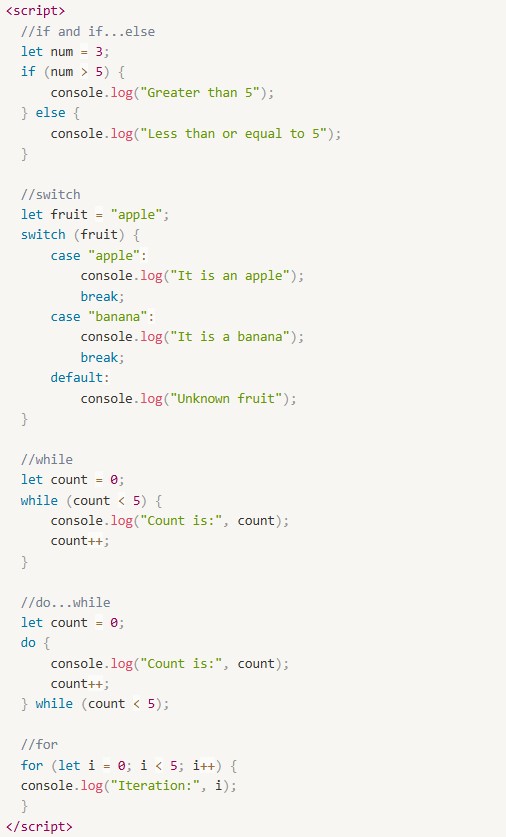 <script>
//if and if...else
let num = 3;
if (num > 5) {
console.log("Greater than 5");
} else {
console.log("Less than or equal to 5");
}
//switch
let fruit = "apple";
switch (fruit) {
case "apple":
console.log("It is an apple");
break;
case "banana":
console.log("It is a banana");
break;
default:
console.log("Unknown fruit");
}
//while
let count = 0;
while (count < 5) {
console.log("Count is:", count);
count++;
}
//do...while
let count = 0;
do {
console.log("Count is:", count);
count++;
} while (count < 5);
//for
for (let i = 0; i < 5; i++) {
console.log("Iteration:", i);
}
</script>